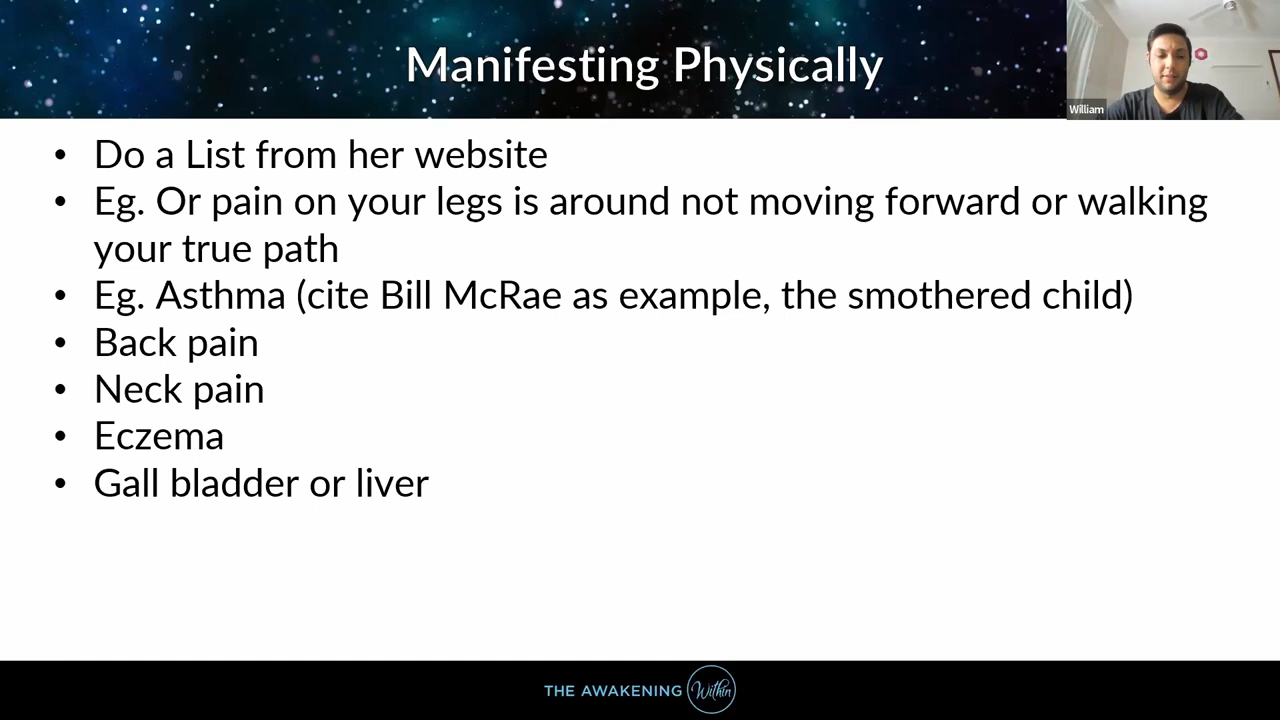 Manifesting Physically
William
• Do a List from her website
• Eg. Or pain on your legs is around not moving forward or walking
your true path
• Eg. Asthma (cite Bill McRae as example, the smothered child)
• Back pain
• Neck pain
• Eczema
• Gall bladder or liver
THE AWAKENING Within